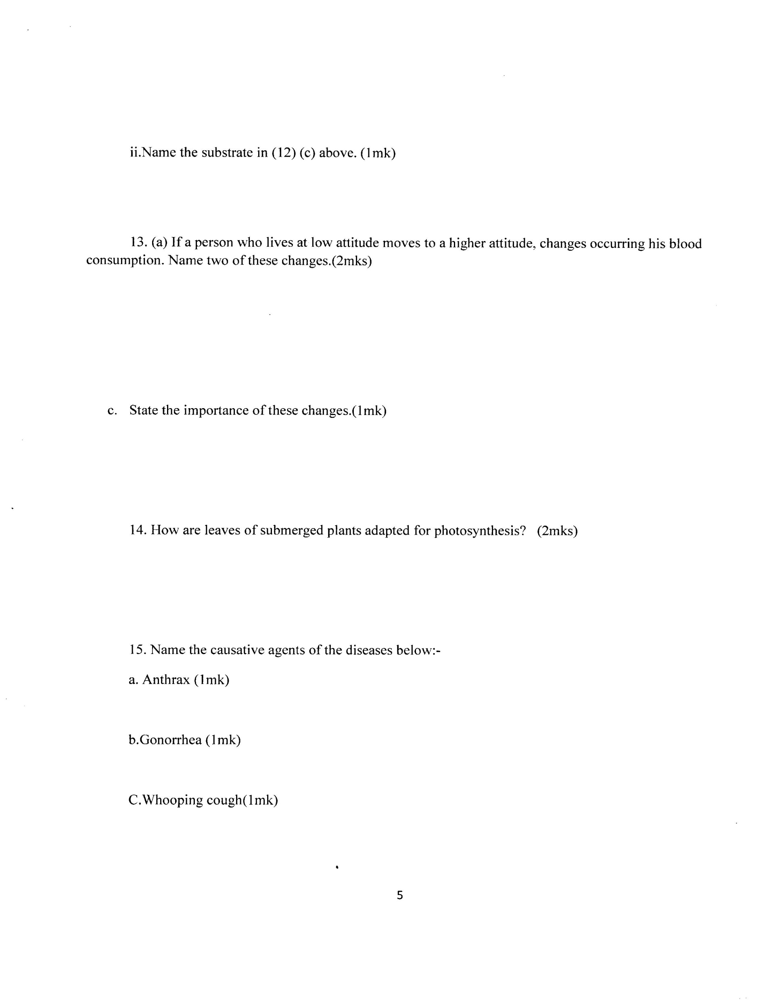 ii.Name the substrate in (12) (c) above. (1mk)
13. (a) If a person who lives at low attitude moves to a higher attitude, changes occurring his blood
consumption. Name two of these changes.(2mks)
c. State the importance of these changes.(1mk)
14. How are leaves of submerged plants adapted for photosynthesis? (2mks)
15. Name the causative agents of the diseases below:-
a. Anthrax (1mk)
b.Gonorrhea (1mk)
C.Whooping cough(1mk)
5